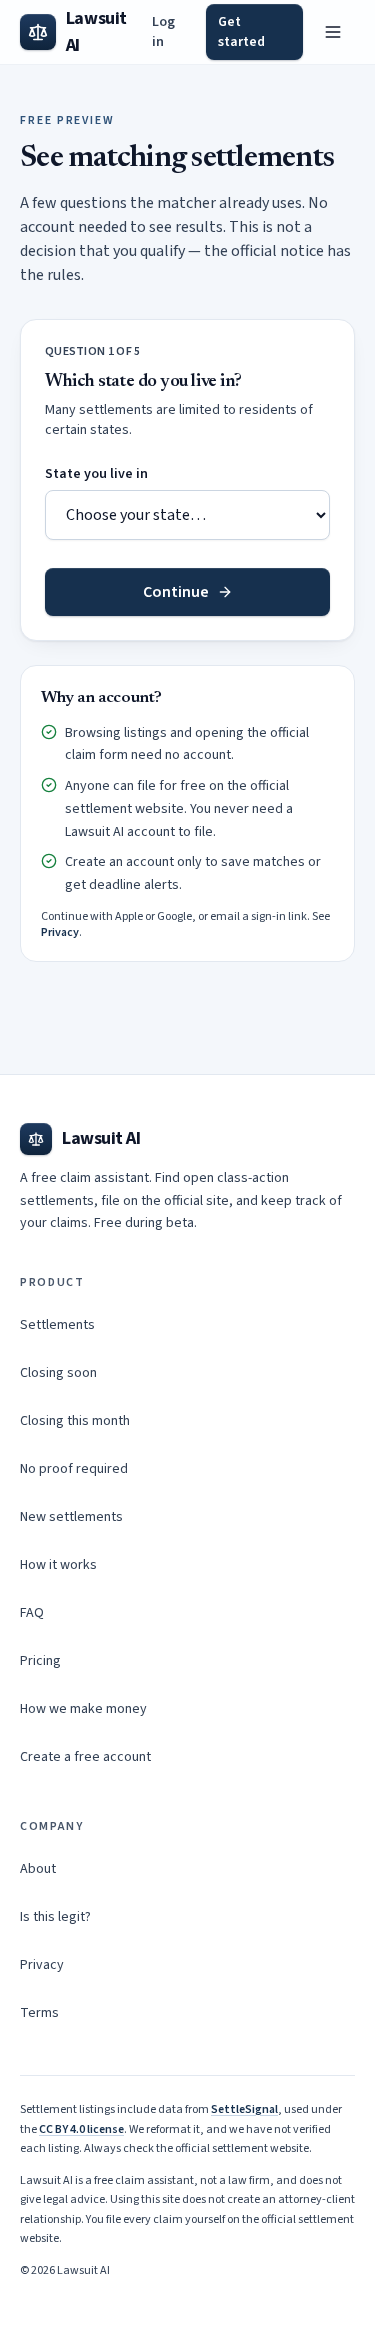 Lawsuit
AI
Log
in
Get
started
FREE PREVIEW
See matching settlements
A few questions the matcher already uses. No
account needed to see results. This is not a
decision that you qualify — the official notice has
the rules.
QUESTION 1 OF 5
Which state do you live in?
Many settlements are limited to residents of
certain states.
State you live in
Choose your state…
Continue →
Why an account?
Browsing listings and opening the official
claim form need no account.
Anyone can file for free on the official
settlement website. You never need a
Lawsuit AI account to file.
Create an account only to save matches or
get deadline alerts.
Continue with Apple or Google, or email a sign-in link. See
Privacy.
Lawsuit AI
A free claim assistant. Find open class-action
settlements, file on the official site, and keep track of
your claims. Free during beta.
PRODUCT
Settlements
Closing soon
Closing this month
No proof required
New settlements
How it works
FAQ
Pricing
How we make money
Create a free account
COMPANY
About
Is this legit?
Privacy
Terms
Settlement listings include data from SettleSignal, used under
the CC BY 4.0 license. We reformat it, and we have not verified
each listing. Always check the official settlement website.
Lawsuit AI is a free claim assistant, not a law firm, and does not
give legal advice. Using this site does not create an attorney-client
relationship. You file every claim yourself on the official settlement
website.
© 2026 Lawsuit AI